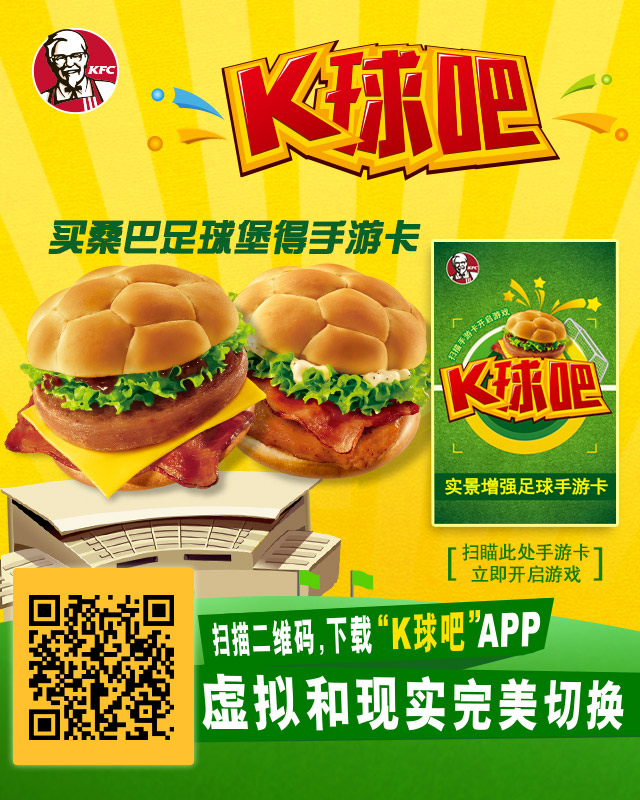 KFC
K球吧
买桑巴足球堡得手游卡
KFC
扫描手游卡开启游戏
K球吧
实景增强足球手游卡
[扫瞄此处手游卡
立即开启游戏]
扫描二维码,下载“K球吧”APP
虚拟和现实完美切换